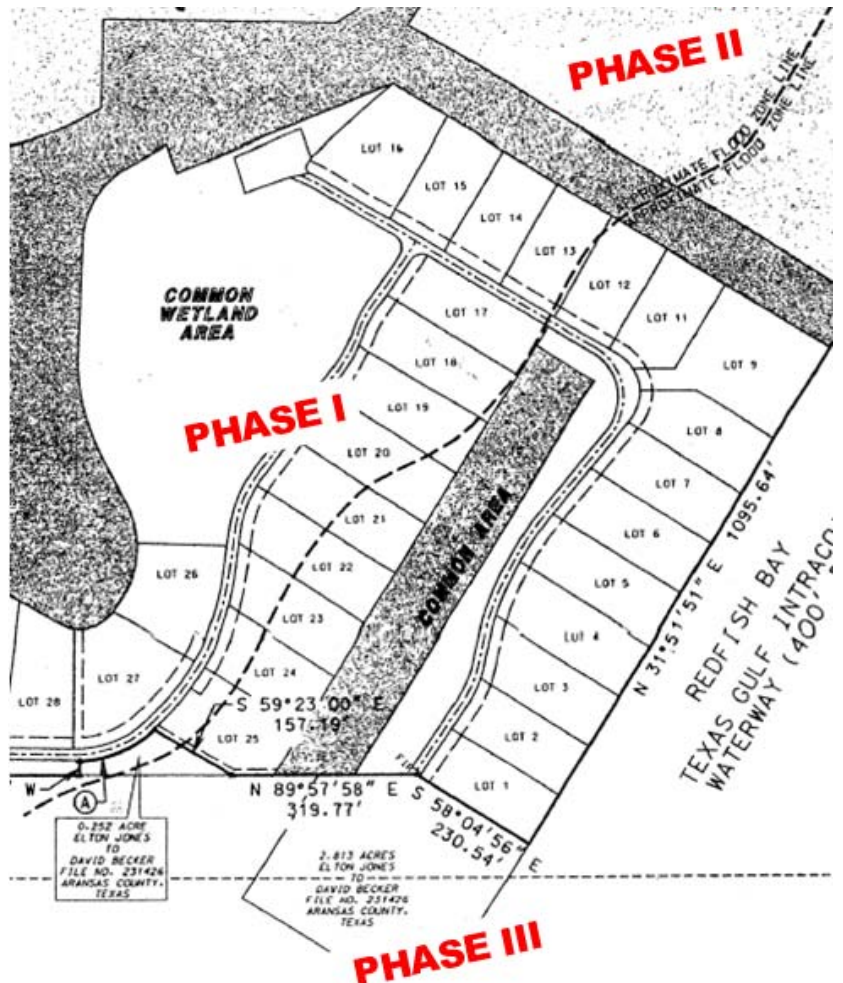 PHASE II
APPROXIMATE FLOOD ZONE LINE
APPROXIMATE FLOOD ZONE LINE
LOT 16
LOT 15
LOT 14
LOT 13
LOT 12
LOT 11
LOT 9
LOT 8
LOT 7
LOT 6
LOT 5
LOT 4
LOT 3
LOT 2
LOT 1
COMMON
WETLAND
AREA
PHASE I
LOT 17
LOT 18
LOT 19
LOT 20
LOT 21
LOT 22
LOT 23
LOT 24
LOT 25
LOT 26
LOT 27
LOT 28
COMMON AREA
N 31°51'51" E 1095.64'
REDFISH BAY
TEXAS GULF INTRACO
WATERWAY (400'
S 59°23'00" E
157.19'
N 89°57'58" E
319.77'
S 58°04'56" E
230.54'
FIR
W
A
0.252 ACRE
ELTON JONES
TO
DAVID BECKER
FILE NO. 231426
ARANSAS COUNTY,
TEXAS
2.813 ACRES
ELTON JONES
TO
DAVID BECKER
FILE NO. 231426
ARANSAS COUNTY,
TEXAS
PHASE III